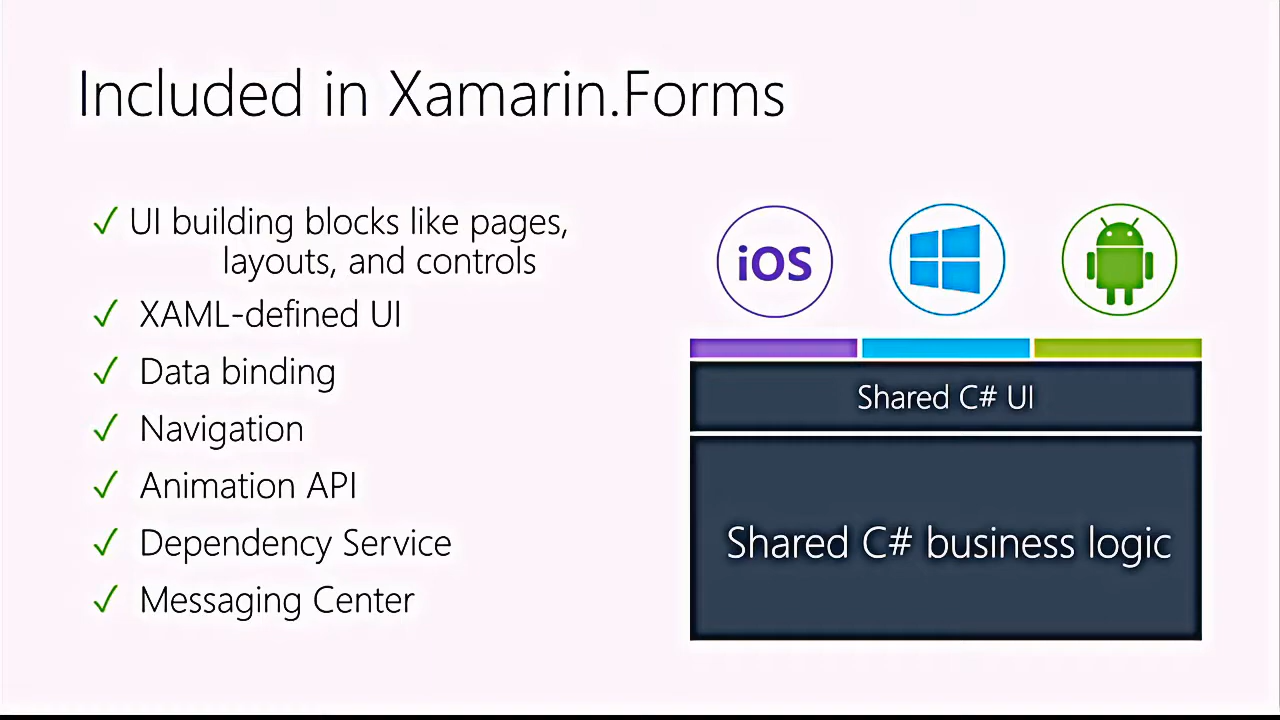 Included in Xamarin.Forms
✓ UI building blocks like pages,
layouts, and controls
✓ XAML-defined UI
✓ Data binding
✓ Navigation
✓ Animation API
✓ Dependency Service
✓ Messaging Center
iOS
Shared C# UI
Shared C# business logic